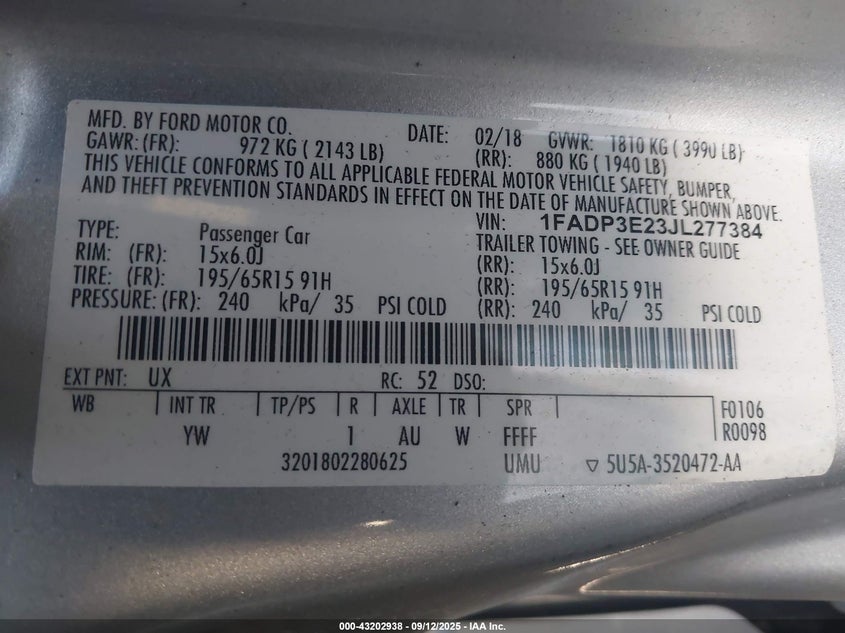 MFD. BY FORD MOTOR CO. DATE: 02/18 GVWR: 1810 KG ( 3990 LB)
GAWR: (FR): 972 KG ( 2143 LB) (RR): 880 KG ( 1940 LB)
THIS VEHICLE CONFORMS TO ALL APPLICABLE FEDERAL MOTOR VEHICLE SAFETY, BUMPER,
AND THEFT PREVENTION STANDARDS IN EFFECT ON THE DATE OF MANUFACTURE SHOWN ABOVE.
VIN: 1FADP3E23JL277384
TYPE: Passenger Car TRAILER TOWING - SEE OWNER GUIDE
RIM: (FR): 15x6.0J (RR): 15x6.0J
TIRE: (FR): 195/65R15 91H (RR): 195/65R15 91H
PRESSURE: (FR): 240 kPa/ 35 PSI COLD (RR): 240 kPa/ 35 PSI COLD
EXT PNT: UX RC: 52 DSO:
WB INT TR TP/PS R AXLE TR SPR F0106
YW 1 AU W FFFF R0098
3201802280625 UMU ▽ 5U5A-3520472-AA
000-43202938 - 09/12/2025 - IAA Inc.